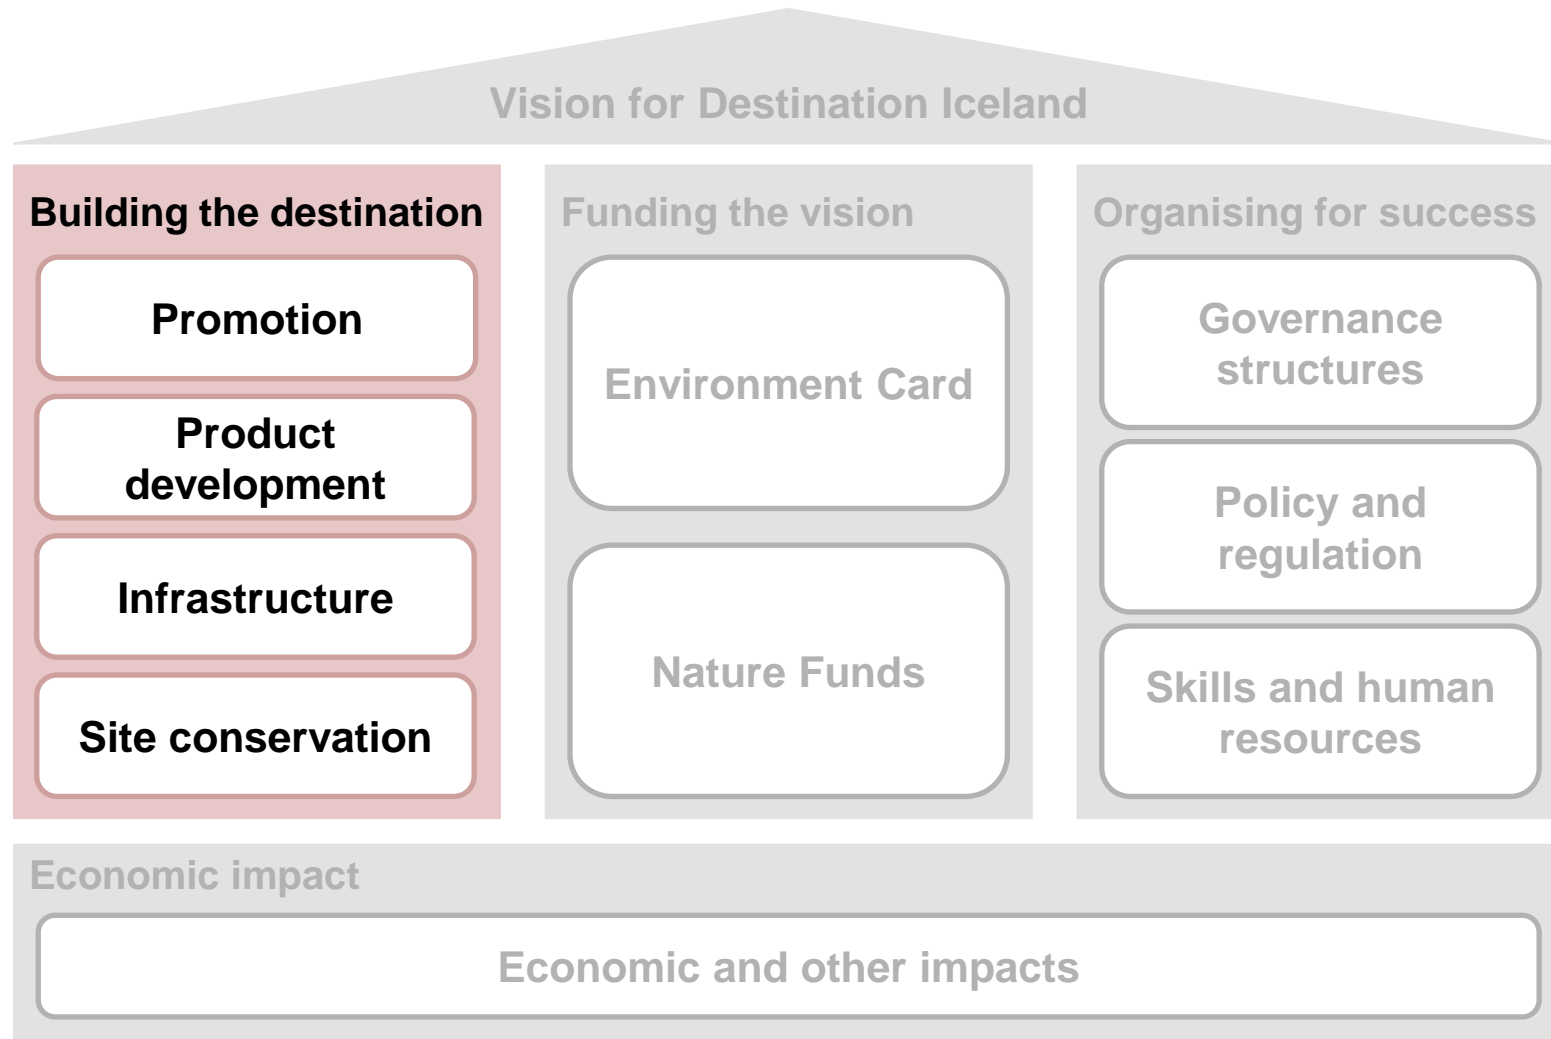 Vision for Destination Iceland
Building the destination
Promotion
Product
development
Infrastructure
Site conservation
Funding the vision
Environment Card
Nature Funds
Organising for success
Governance
structures
Policy and
regulation
Skills and human
resources
Economic impact
Economic and other impacts